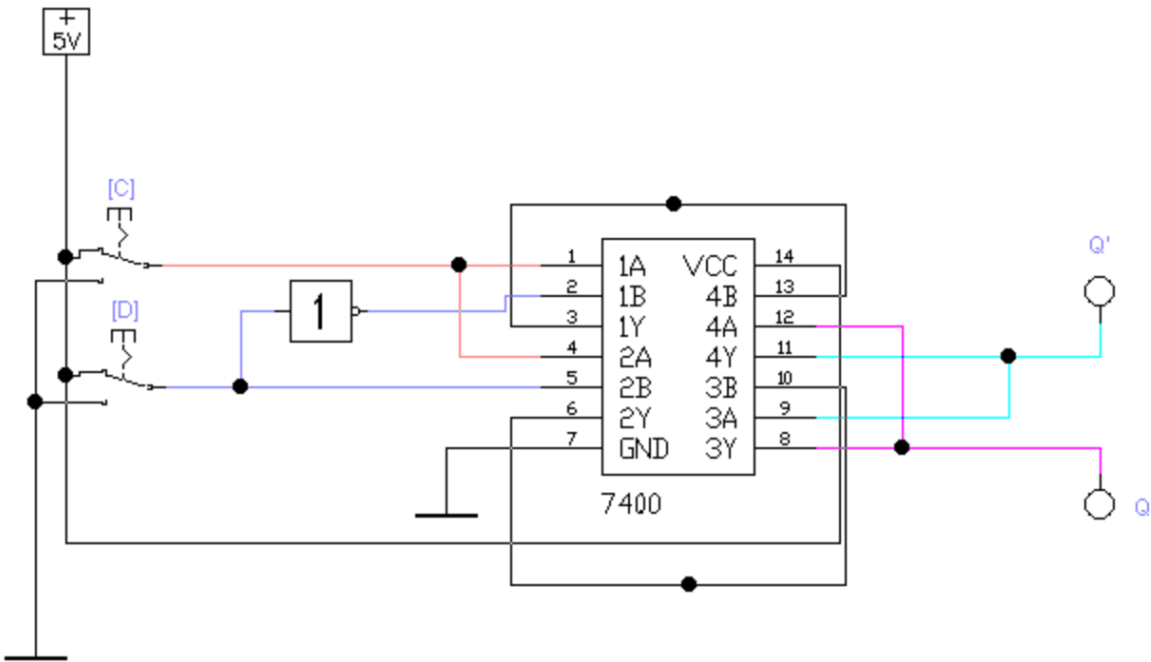 +
5V
[C]
[D]
1
1 1A VCC 14
2 1B 4B 13
3 1Y 4A 12
4 2A 4Y 11
5 2B 3B 10
6 2Y 3A 9
7 GND 3Y 8
7400
Q'
Q